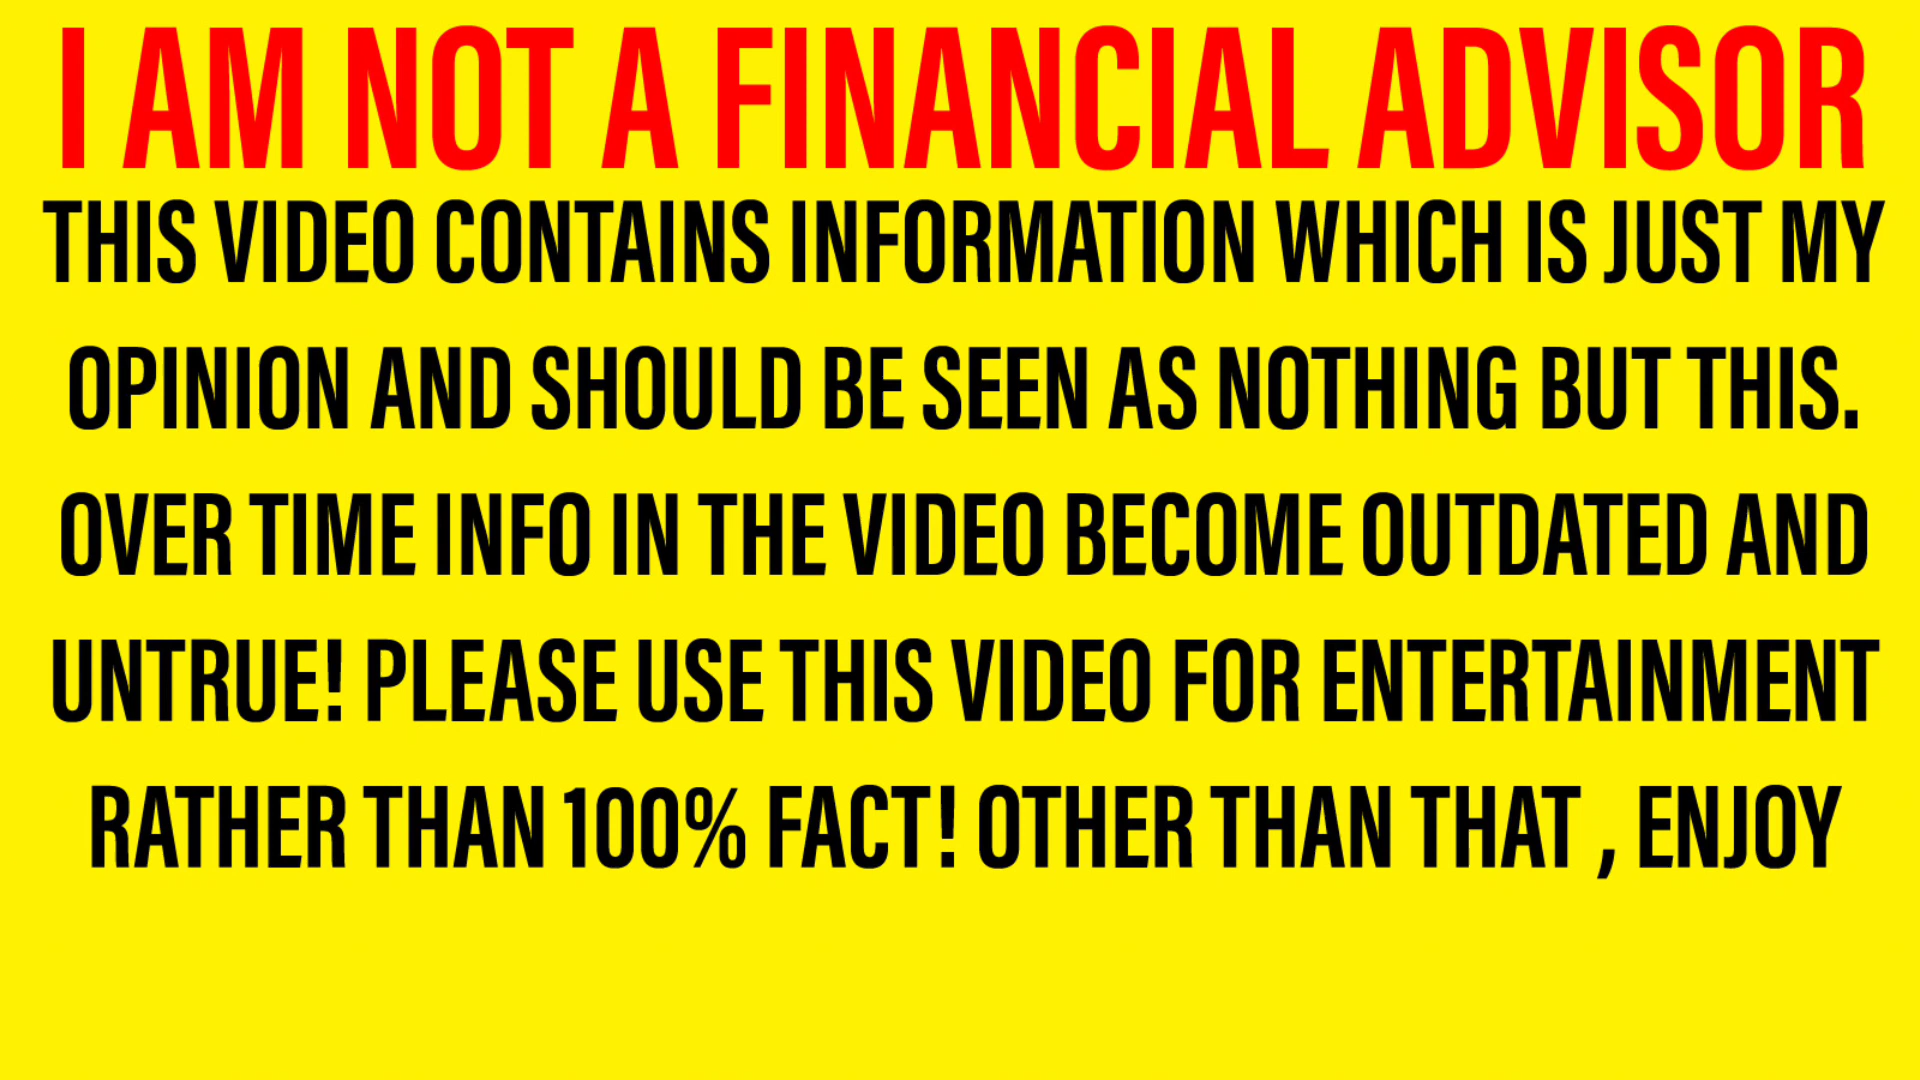 I AM NOT A FINANCIAL ADVISOR
THIS VIDEO CONTAINS INFORMATION WHICH IS JUST MY
OPINION AND SHOULD BE SEEN AS NOTHING BUT THIS.
OVER TIME INFO IN THE VIDEO BECOME OUTDATED AND
UNTRUE! PLEASE USE THIS VIDEO FOR ENTERTAINMENT
RATHER THAN 100% FACT! OTHER THAN THAT , ENJOY